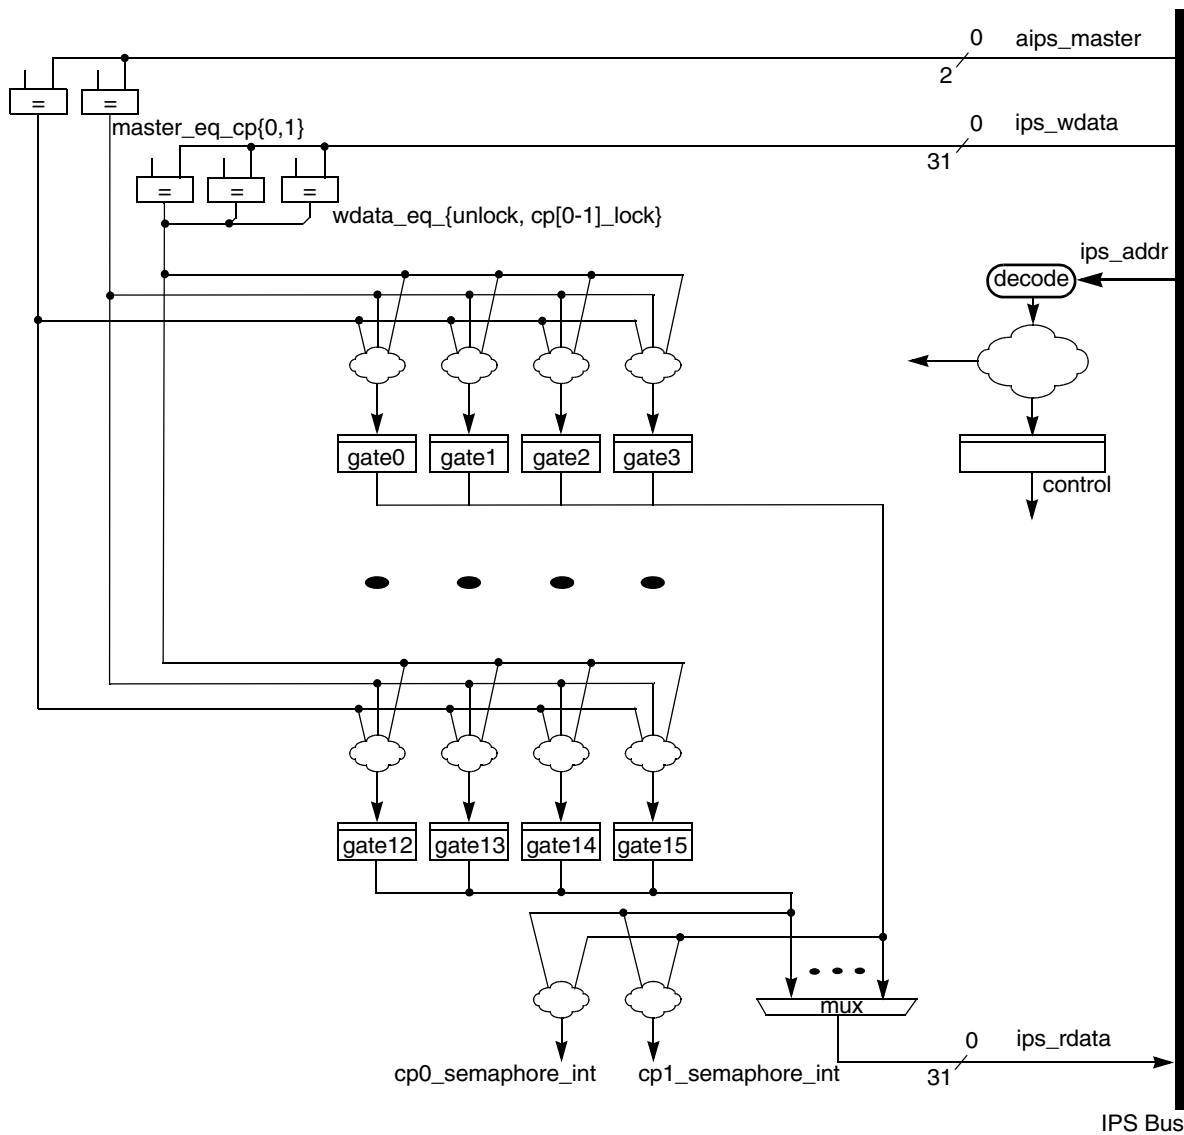 0 aips_master
2
= =
master_eq_cp{0,1}
0 ips_wdata
31
= = =
wdata_eq_{unlock, cp[0-1]_lock}
ips_addr
decode
gate0 gate1 gate2 gate3
control
gate12 gate13 gate14 gate15
mux
0 ips_rdata
31
cp0_semaphore_int cp1_semaphore_int
IPS Bus